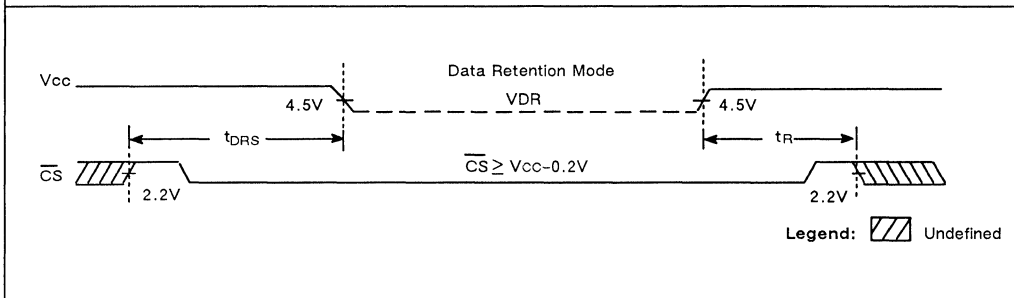 Vcc
Data Retention Mode
4.5V
VDR
4.5V
tDRS
tR
CS
CS ≥ Vcc-0.2V
2.2V
2.2V
Legend: Undefined